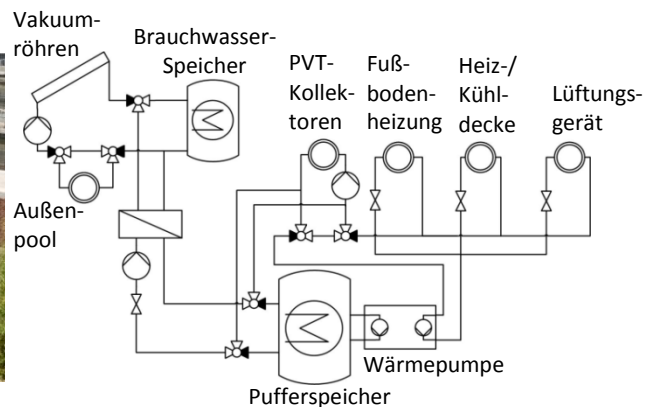 Vakuum-
röhren
Brauchwasser-
Speicher
PVT-
Kollek-
toren
Fuß-
boden-
heizung
Heiz-/
Kühl-
decke
Lüftungs-
gerät
Außen-
pool
Wärmepumpe
Pufferspeicher